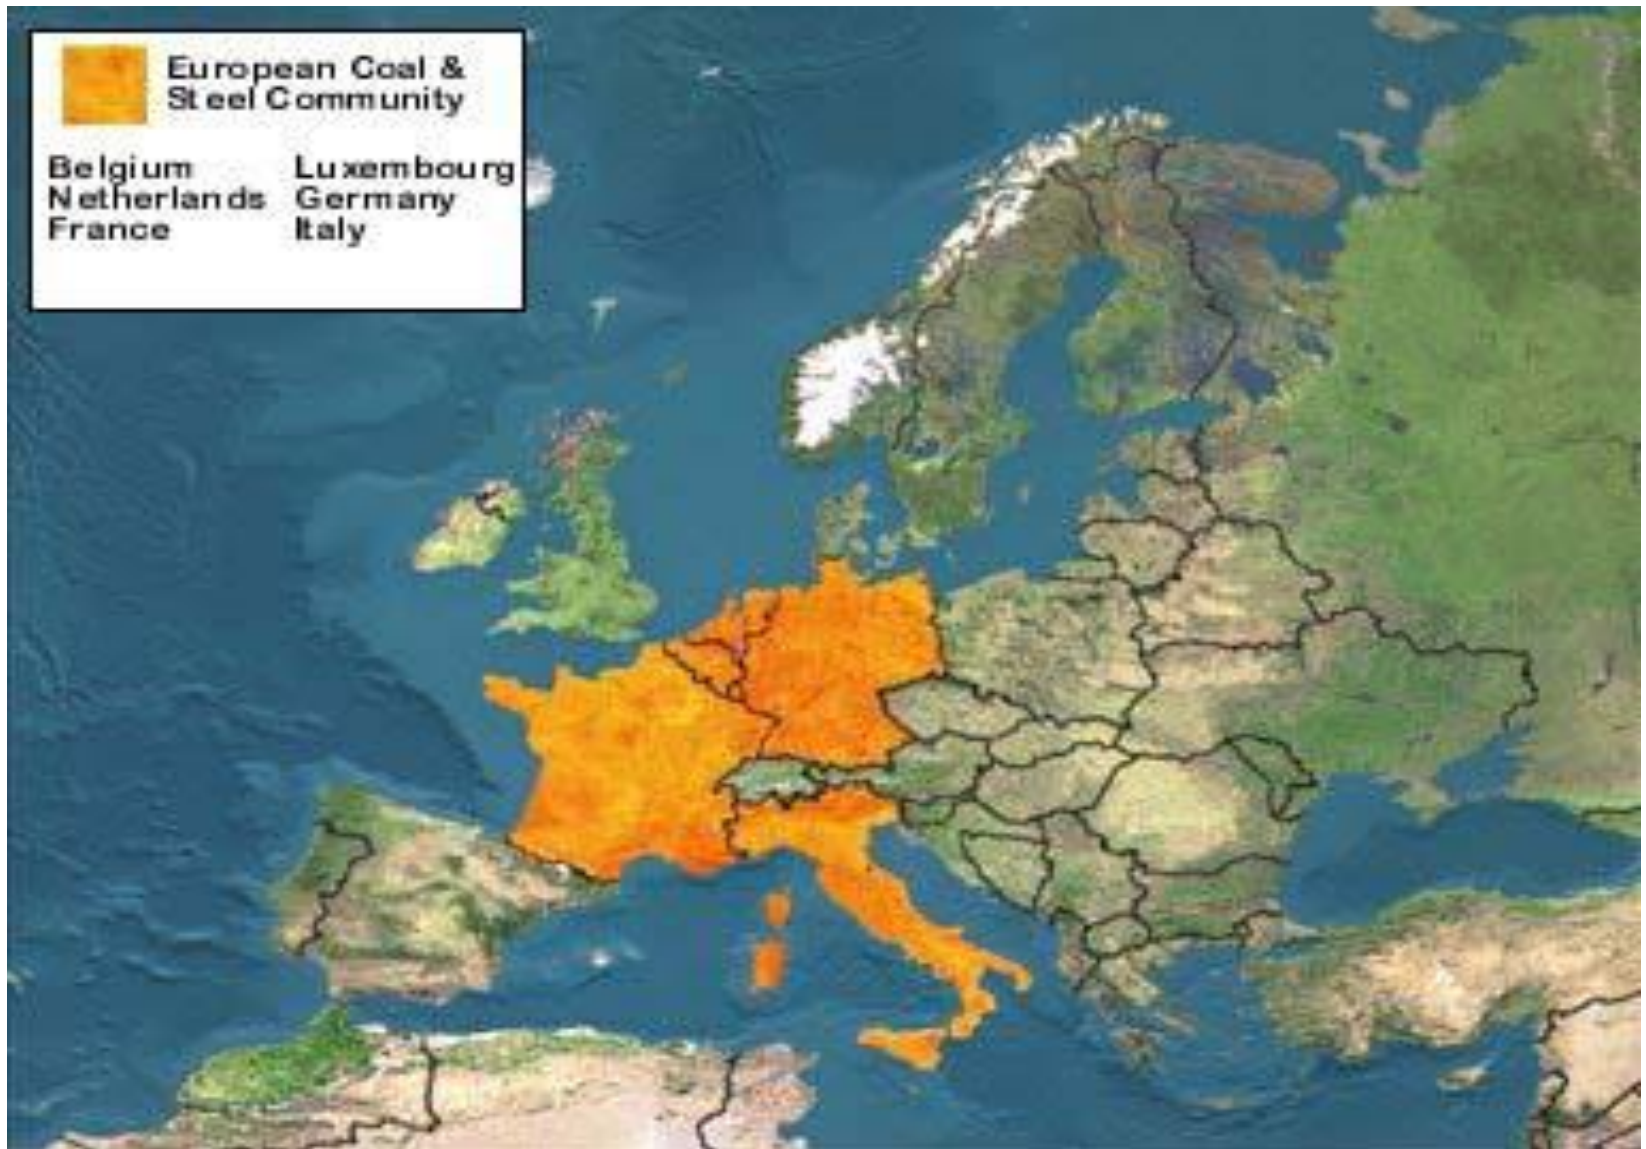 European Coal &
Steel Community
Belgium Luxembourg
Netherlands Germany
France Italy